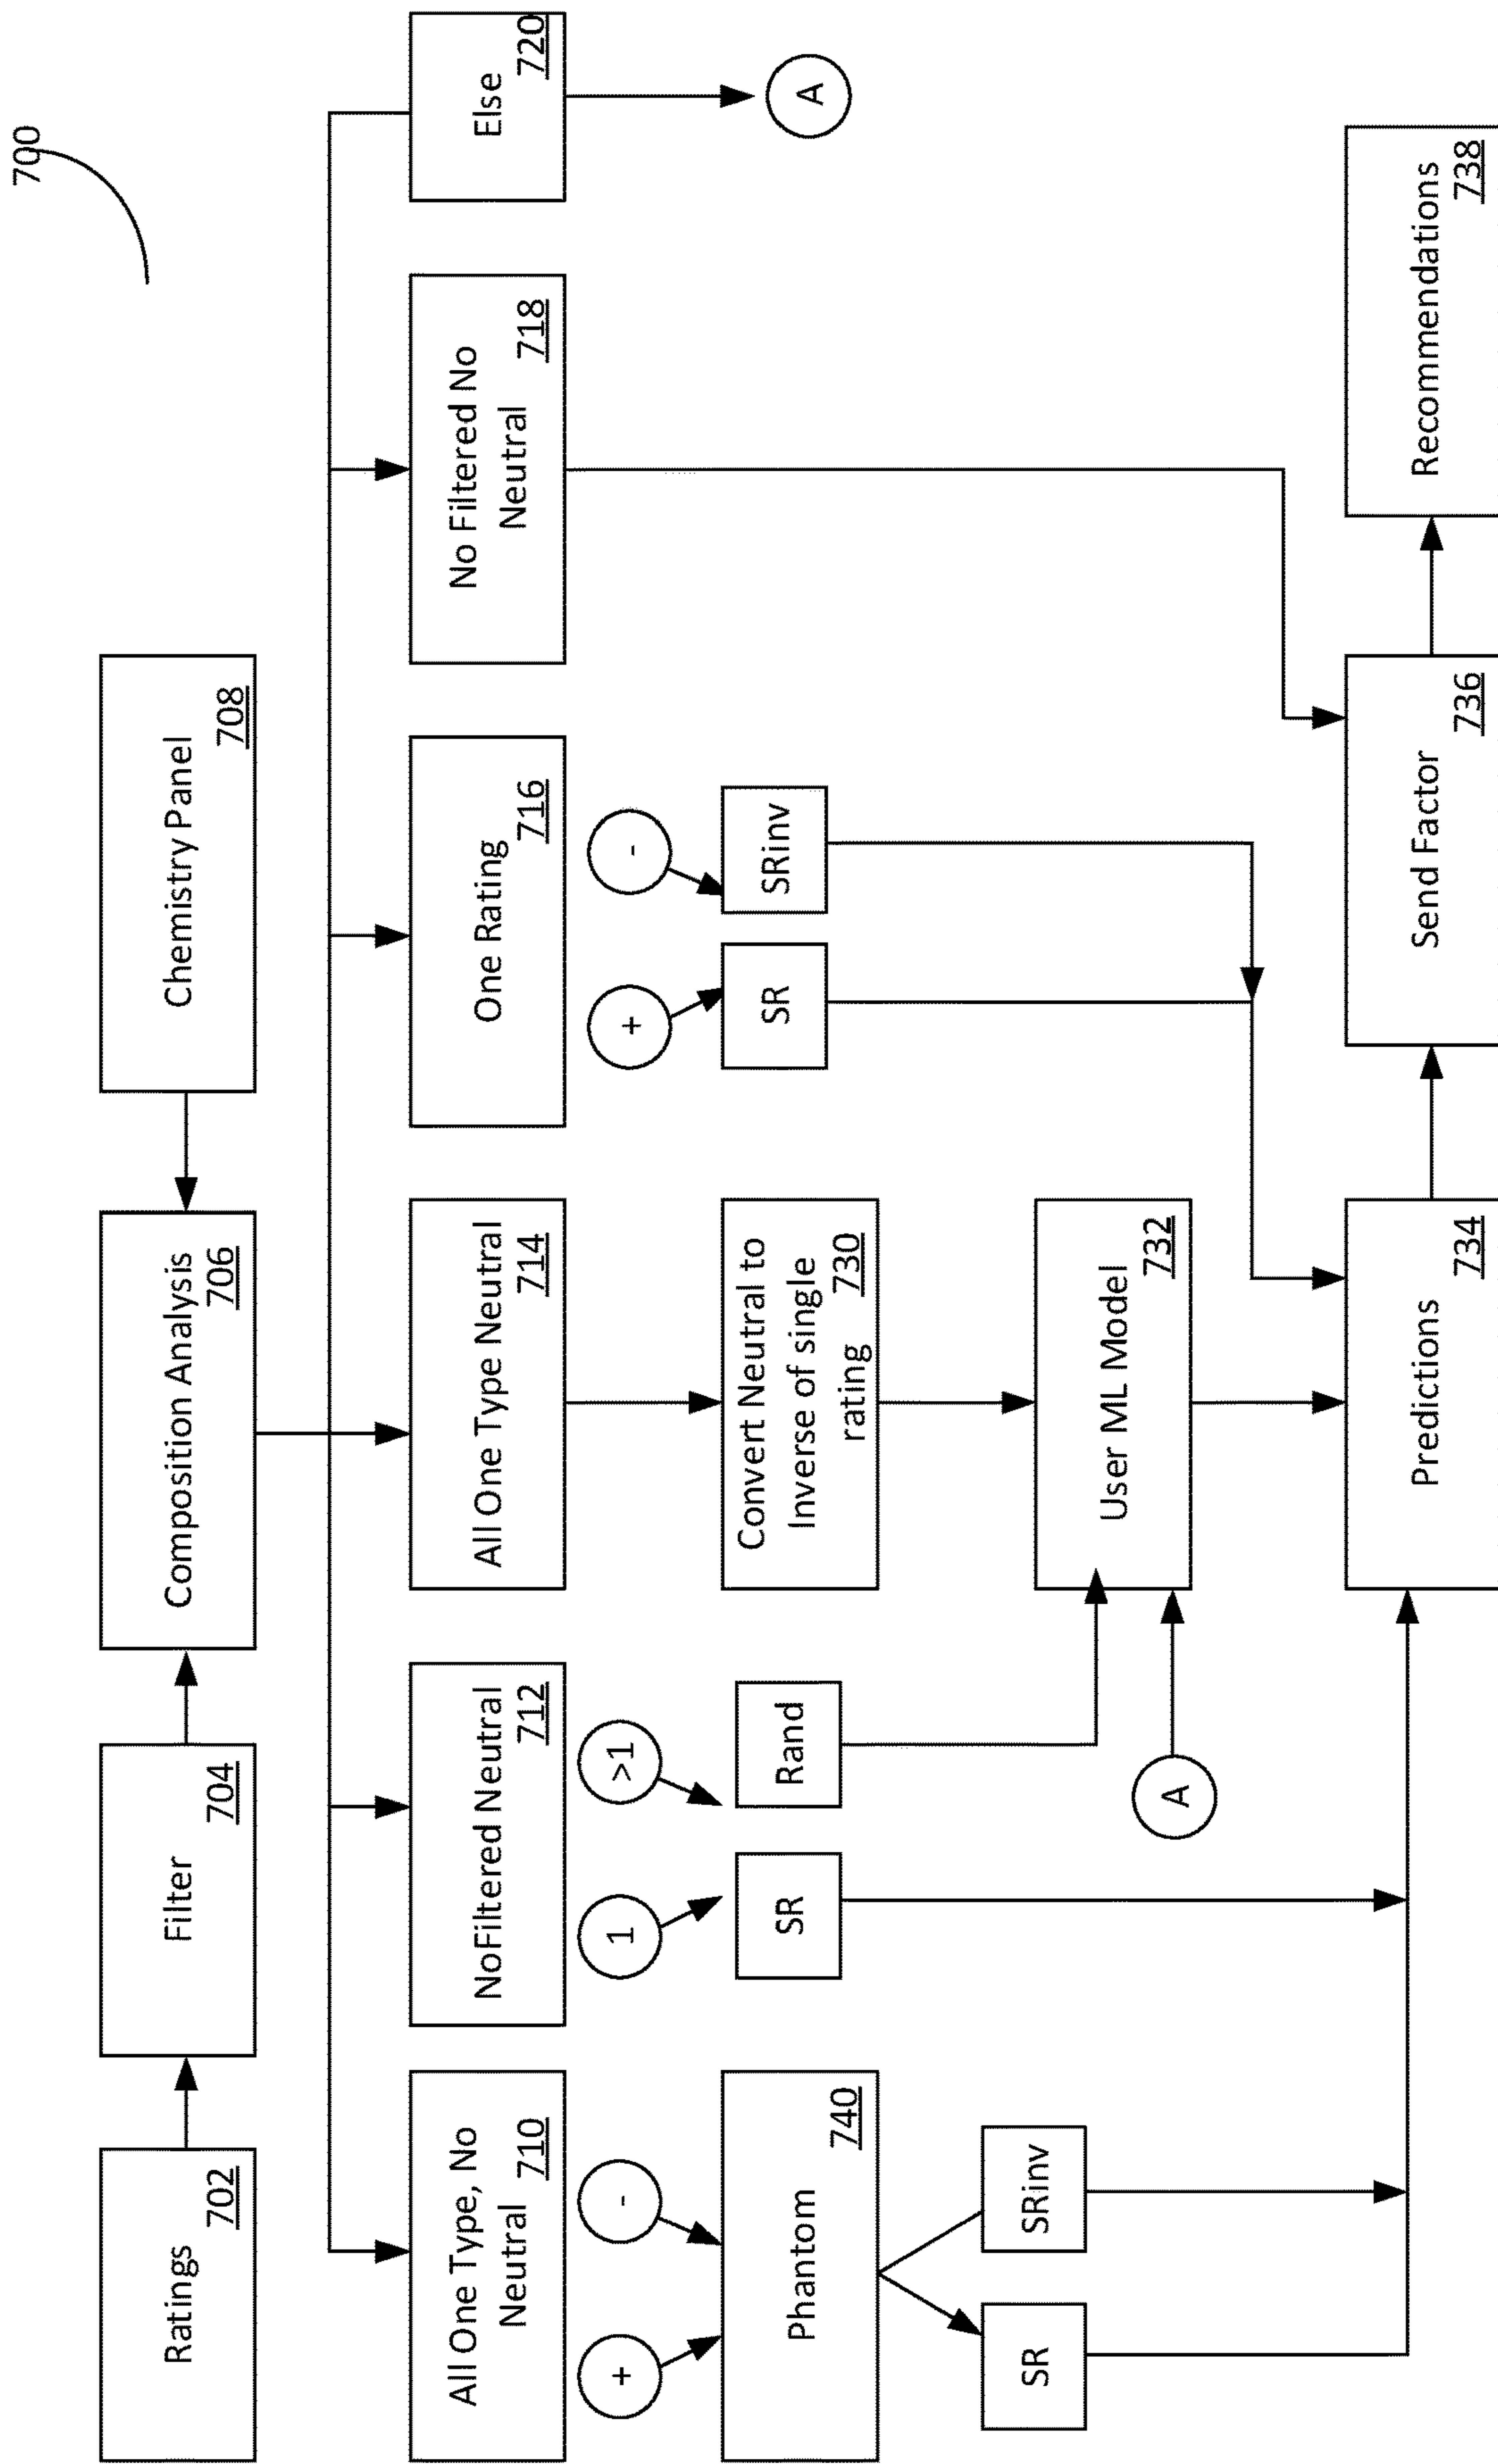 700
Ratings
702
Filter
704
Composition Analysis
706
Chemistry Panel
708
All One Type, No
Neutral
710
NoFiltered Neutral
712
All One Type Neutral
714
One Rating
716
No Filtered No
Neutral
718
Else
720
+
-
1
>1
+
-
A
Phantom
740
SR
Rand
Convert Neutral to
Inverse of single
rating
730
SR
SRinv
SR
SRinv
A
User ML Model
732
Predictions
734
Send Factor
736
Recommendations
738